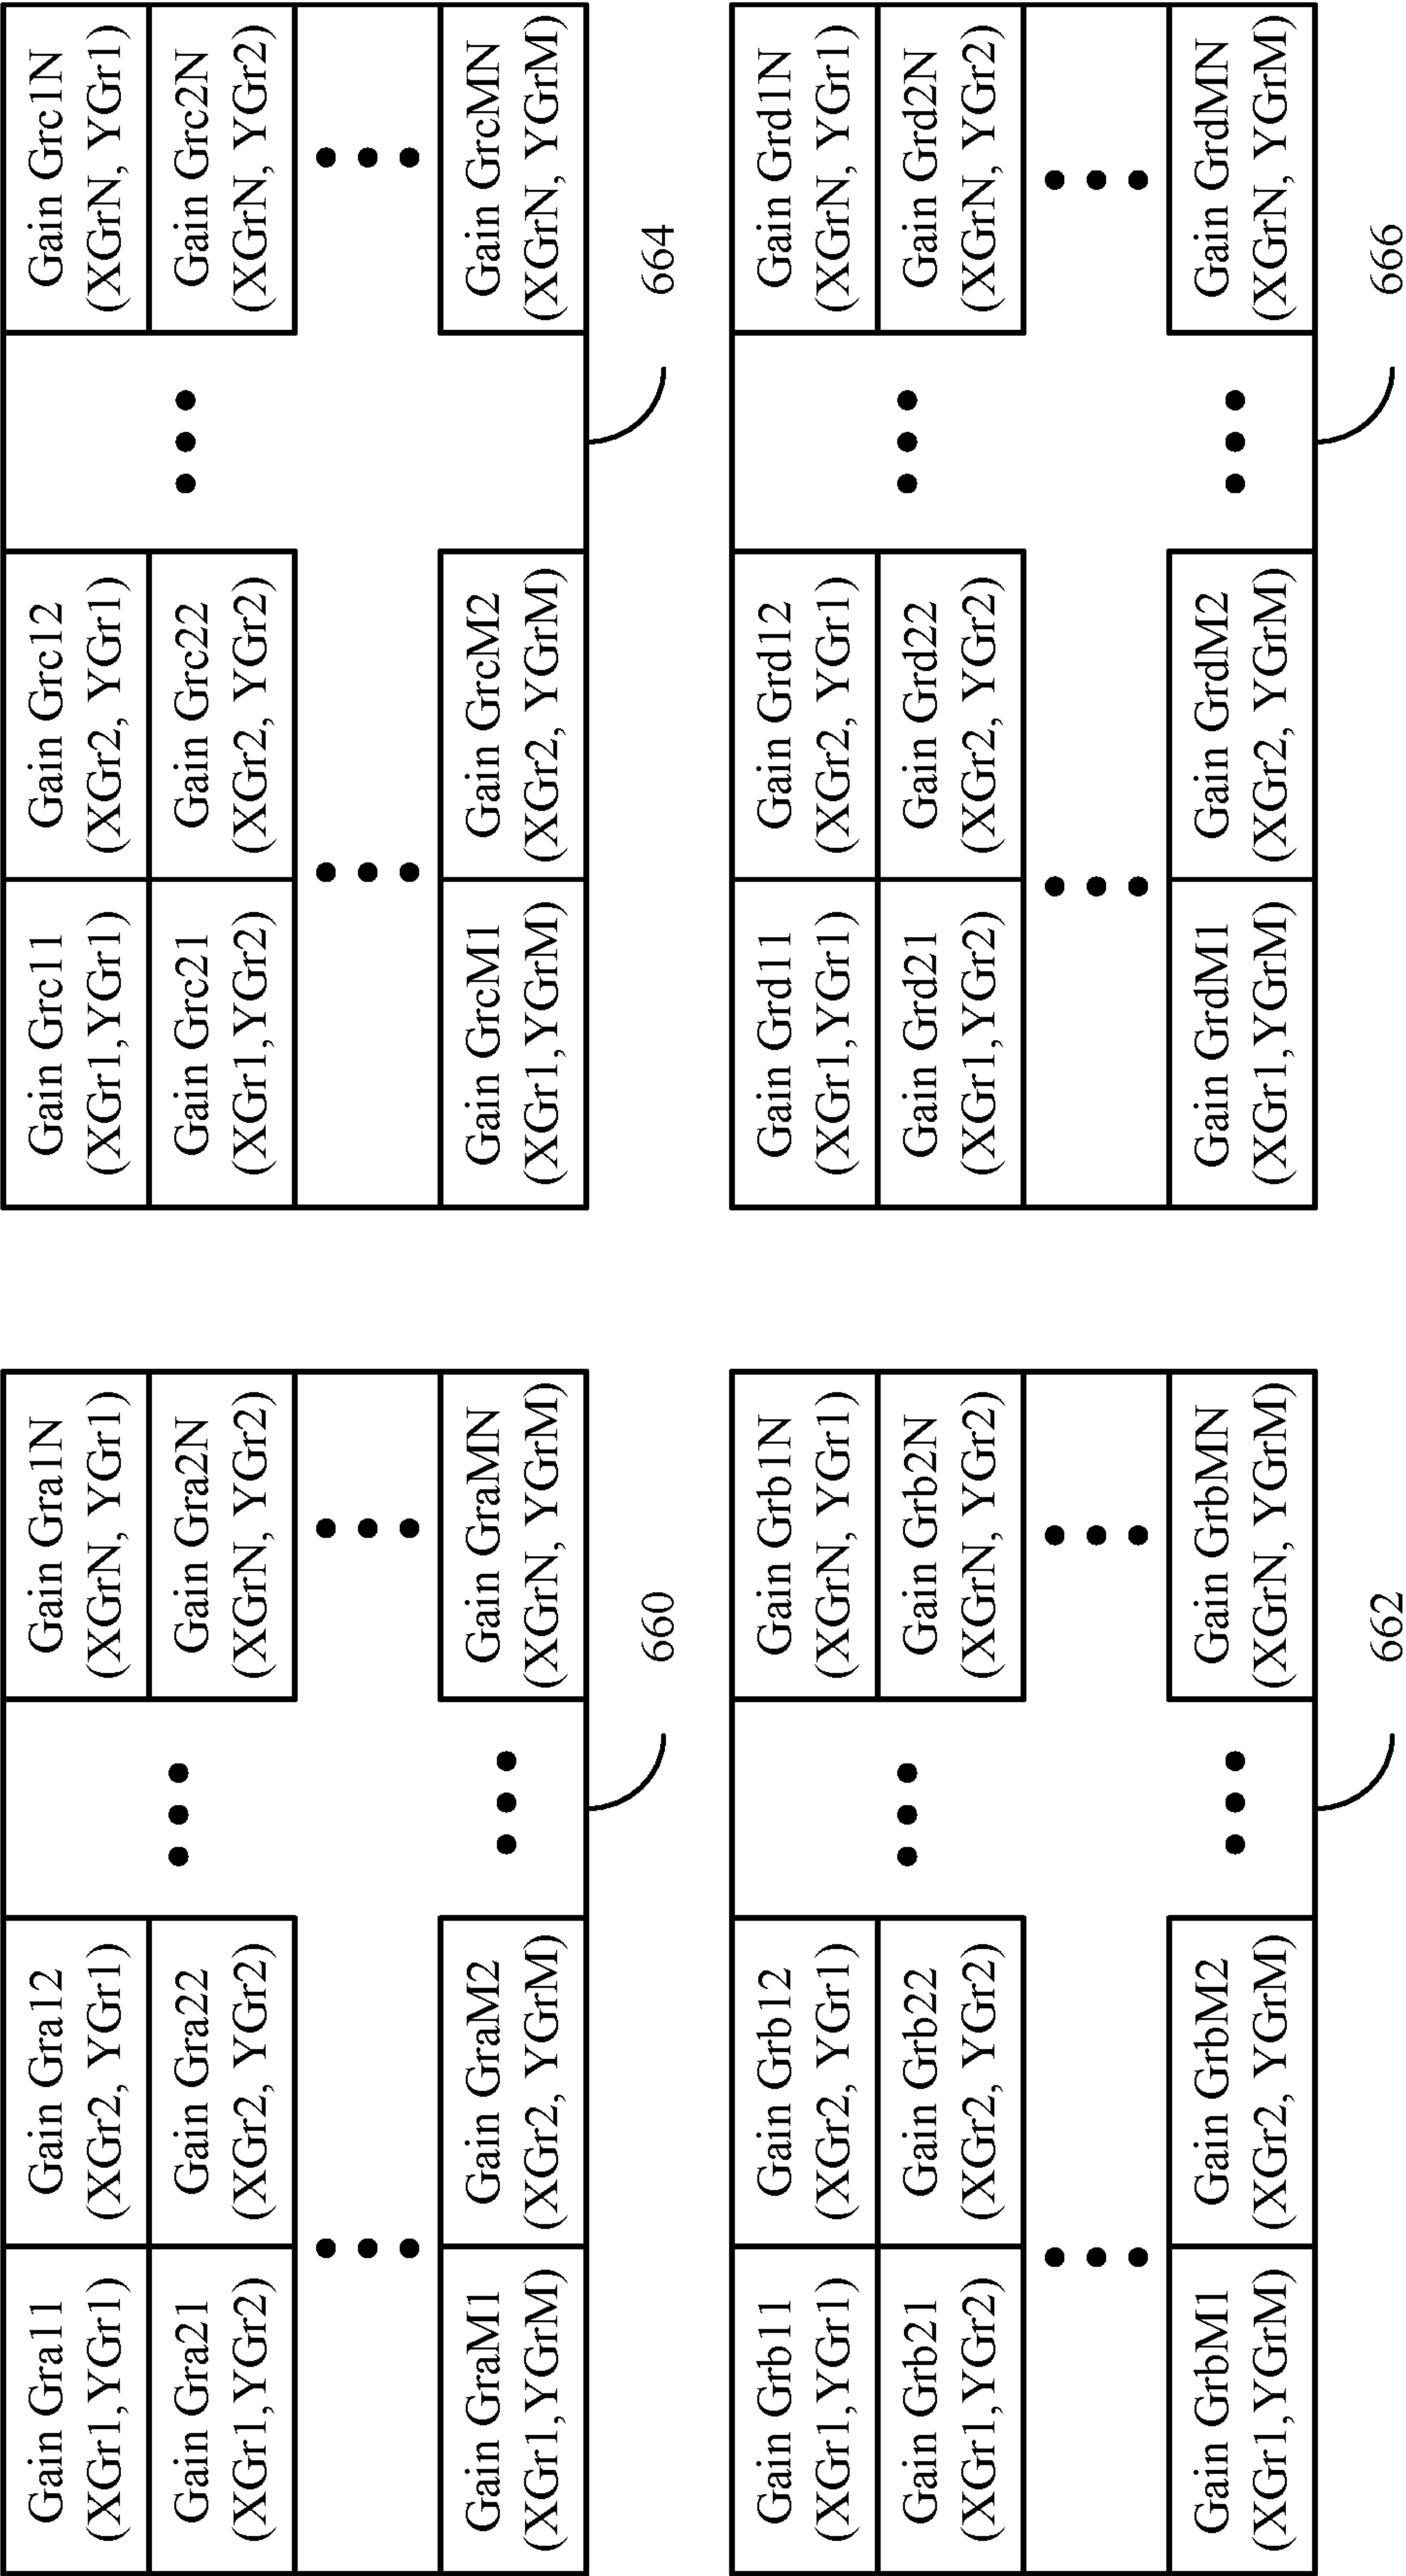 Gain Gra11
(XGr1,YGr1)
Gain Gra12
(XGr2, YGr1)
Gain Gra1N
(XGrN, YGr1)
Gain Gra21
(XGr1,YGr2)
Gain Gra22
(XGr2, YGr2)
Gain Gra2N
(XGrN, YGr2)
Gain GraM1
(XGr1,YGrM)
Gain GraM2
(XGr2, YGrM)
Gain GraMN
(XGrN, YGrM)
660
Gain Grc11
(XGr1,YGr1)
Gain Grc12
(XGr2, YGr1)
Gain Grc1N
(XGrN, YGr1)
Gain Grc21
(XGr1,YGr2)
Gain Grc22
(XGr2, YGr2)
Gain Grc2N
(XGrN, YGr2)
Gain GrcM1
(XGr1,YGrM)
Gain GrcM2
(XGr2, YGrM)
Gain GrcMN
(XGrN, YGrM)
664
Gain Grb11
(XGr1,YGr1)
Gain Grb12
(XGr2, YGr1)
Gain Grb1N
(XGrN, YGr1)
Gain Grb21
(XGr1,YGr2)
Gain Grb22
(XGr2, YGr2)
Gain Grb2N
(XGrN, YGr2)
Gain GrbM1
(XGr1,YGrM)
Gain GrbM2
(XGr2, YGrM)
Gain GrbMN
(XGrN, YGrM)
662
Gain Grd11
(XGr1,YGr1)
Gain Grd12
(XGr2, YGr1)
Gain Grd1N
(XGrN, YGr1)
Gain Grd21
(XGr1,YGr2)
Gain Grd22
(XGr2, YGr2)
Gain Grd2N
(XGrN, YGr2)
Gain GrdM1
(XGr1,YGrM)
Gain GrdM2
(XGr2, YGrM)
Gain GrdMN
(XGrN, YGrM)
666